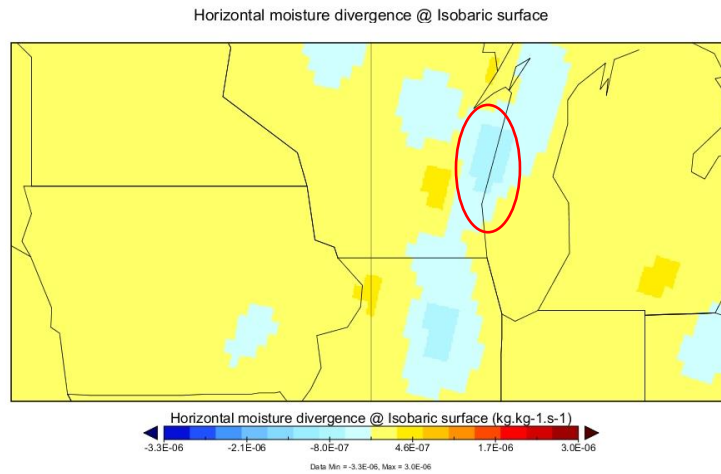 Horizontal moisture divergence @ Isobaric surface
Horizontal moisture divergence @ Isobaric surface (kg.kg-1.s-1)
-3.3E-06 -2.1E-06 -8.0E-07 4.6E-07 1.7E-06 3.0E-06
Data Min = -3.3E-06, Max = 3.0E-06